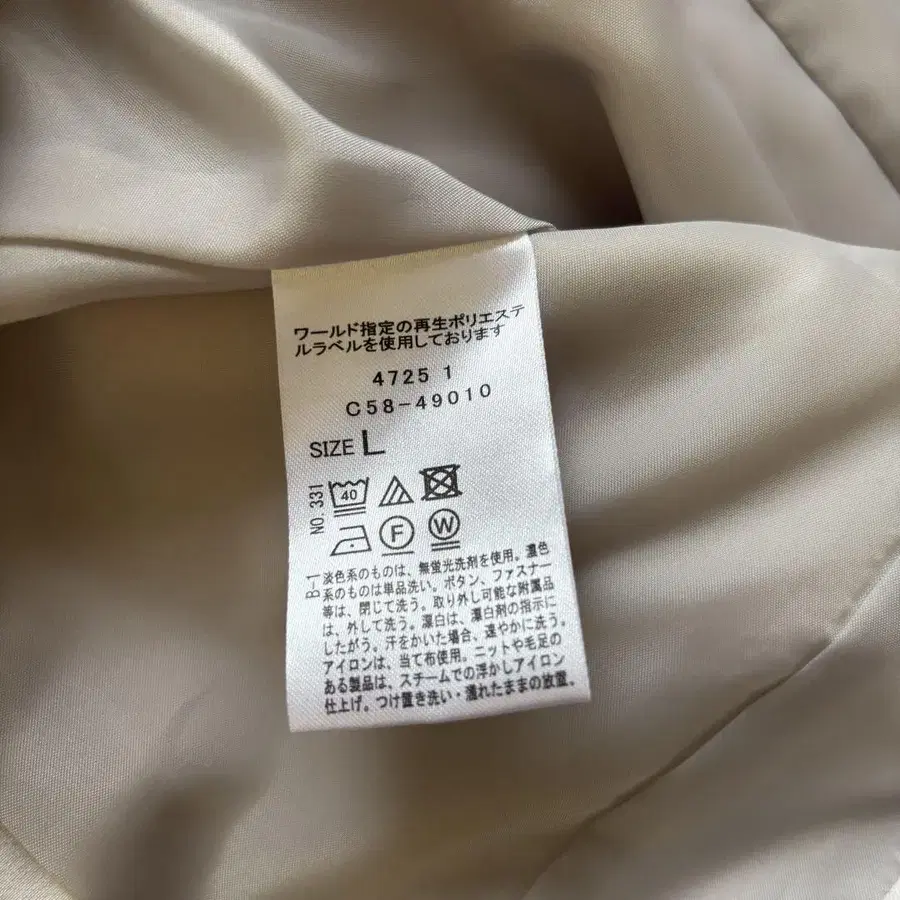 ワールド指定の再生ポリエステ
ルラベルを使用しております
4725 1
C58-49010
SIZE L
NO.331
40
F
W
B-1
淡色系のものは、無蛍光洗剤を使用。濃色
系のものは単品洗い。ボタン、ファスナー
等は、閉じて洗う。取り外し可能な附属品
は、外して洗う。漂白は、漂白剤の指示に
したがう。汗をかいた場合、速やかに洗う。
アイロンは、当て布使用。ニットや毛足の
ある製品は、スチームでの浮かしアイロン
仕上げ。つけ置き洗い・濡れたままの放置。